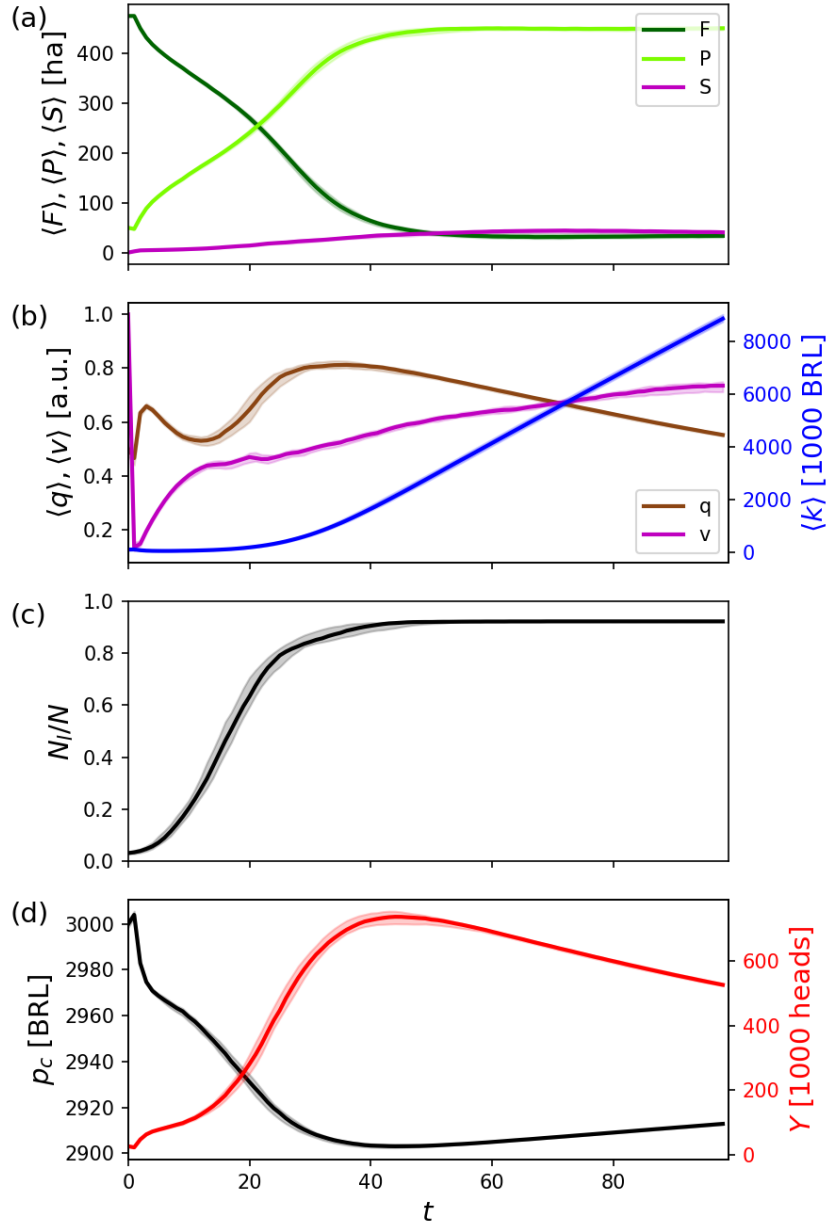 (a)
⟨F⟩, ⟨P⟩, ⟨S⟩ [ha]
400
300
200
100
0
F
P
S
(b)
⟨q⟩, ⟨v⟩ [a.u.]
1.0
0.8
0.6
0.4
0.2
q
v
8000
6000
4000
2000
0
⟨k⟩ [1000 BRL]
(c)
N_I/N
1.0
0.8
0.6
0.4
0.2
0.0
(d)
p_c [BRL]
3000
2980
2960
2940
2920
2900
600
400
200
0
Y [1000 heads]
0 20 40 60 80
t